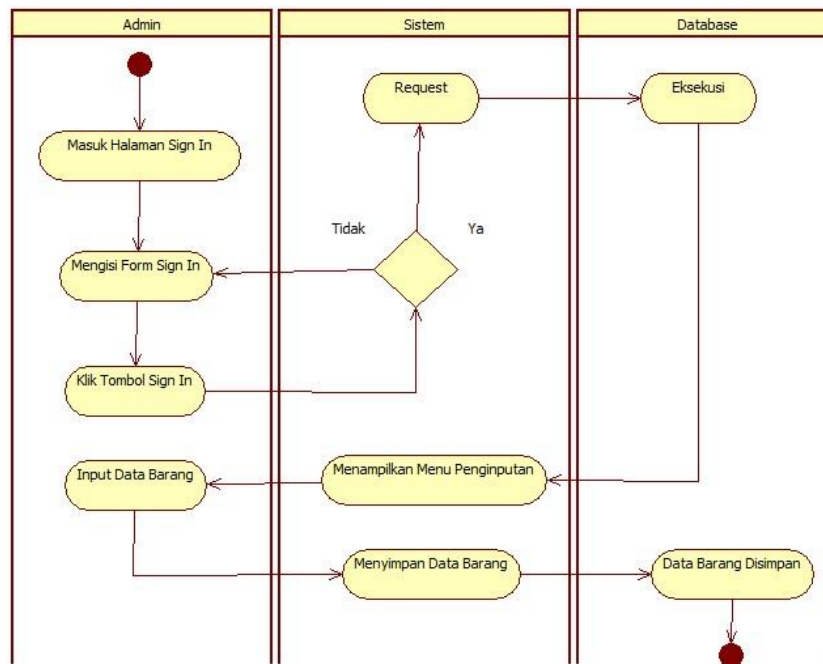 Admin
Sistem
Database
Request
Eksekusi
Masuk Halaman Sign In
Tidak
Ya
Mengisi Form Sign In
Klik Tombol Sign In
Input Data Barang
Menampilkan Menu Penginputan
Menyimpan Data Barang
Data Barang Disimpan